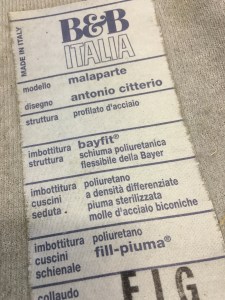 MADE IN ITALY
B&B
ITALIA
modello malaparte
disegno antonio citterio
struttura profilato d'acciaio
imbottitura bayfit®
struttura schiuma poliuretanica
flessibile della Bayer
imbottitura poliuretano
cuscini a densità differenziate
seduta . piuma sterilizzata
molle d'acciaio biconiche
imbottitura poliuretano
cuscini fill-piuma®
schienale
collaudo FIG